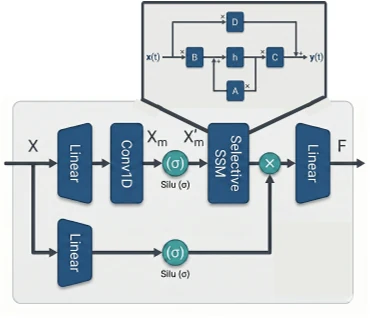 D
x(t) B h C y(t)
A
X Linear Conv1D Xm (σ) X'm Selective SSM × Linear F
Silu (σ)
Linear (σ)
Silu (σ)